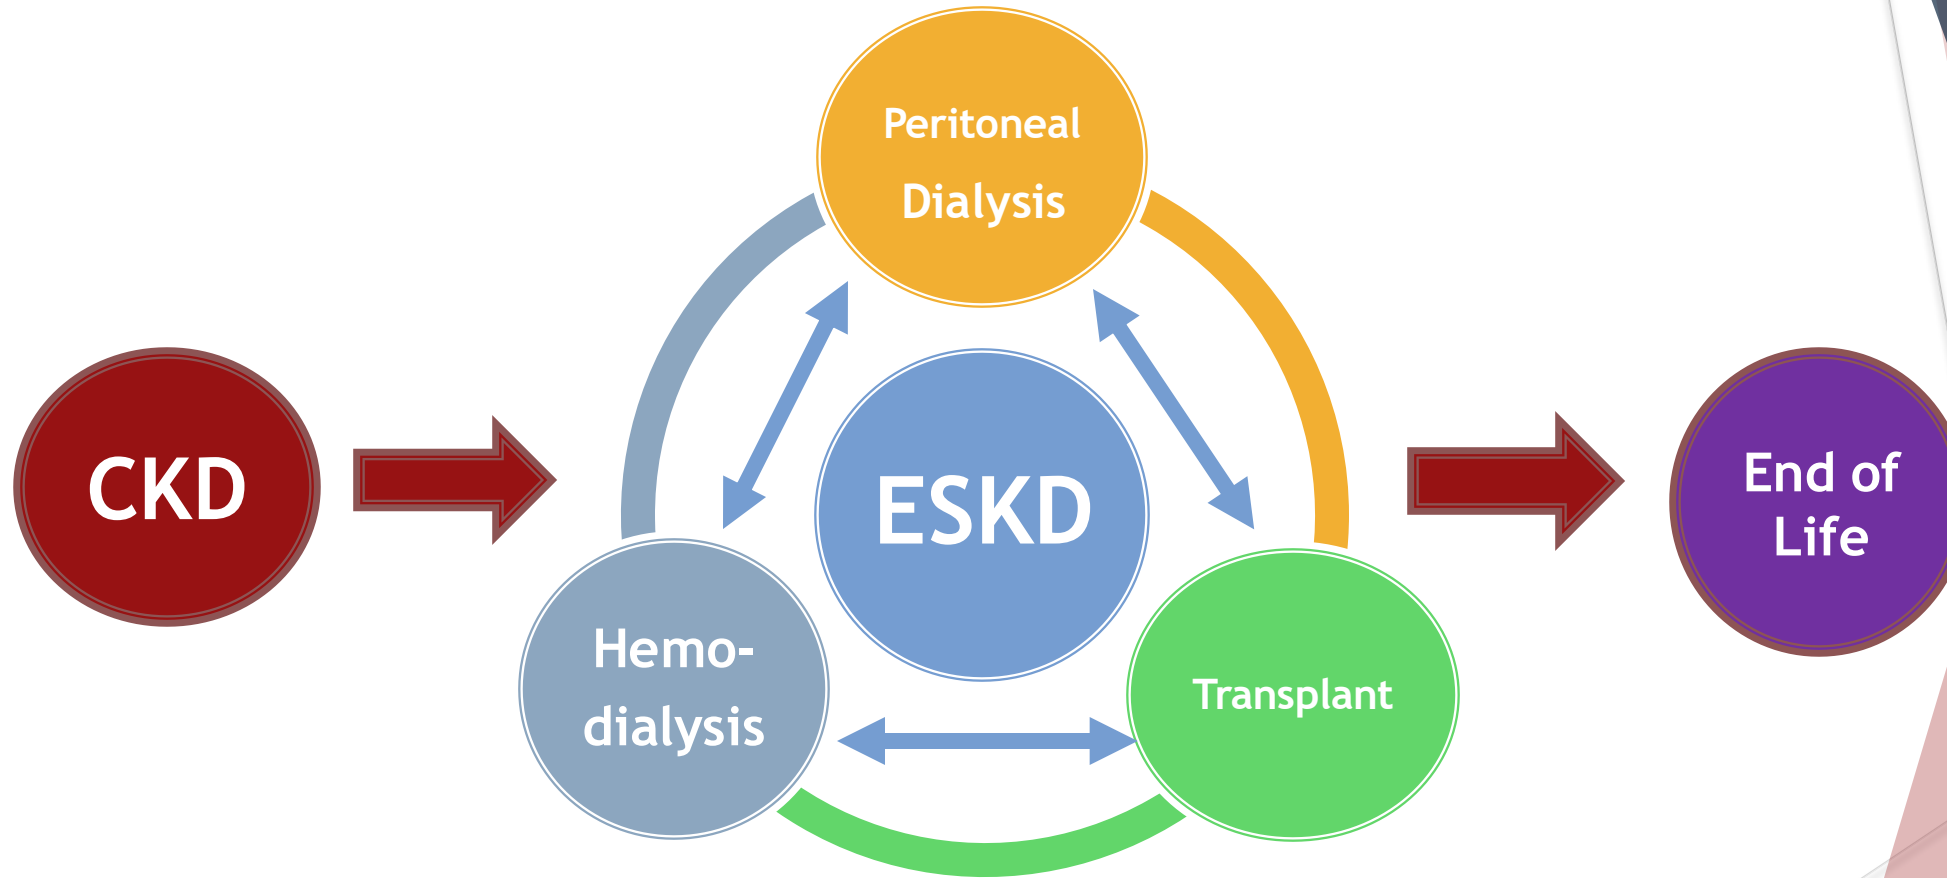 CKD
Peritoneal
Dialysis
ESKD
Hemo-
dialysis
Transplant
End of
Life